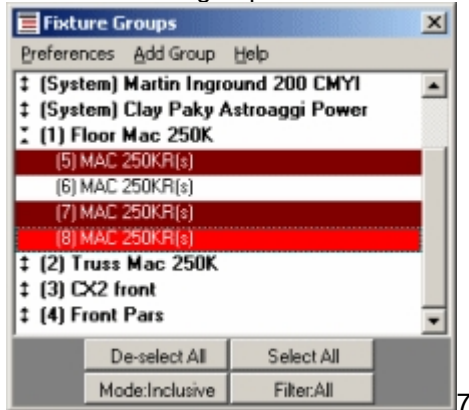 Fixture Groups
Preferences Add Group Help
(System) Martin Inground 200 CMYI
(System) Clay Paky Astroaggi Power
(1) Floor Mac 250K
(5) MAC 250KR(s)
(6) MAC 250KR(s)
(7) MAC 250KR(s)
(8) MAC 250KR(s)
(2) Truss Mac 250K
(3) CX2 front
(4) Front Pars
De-select All Select All
Mode:Inclusive Filter:All
7